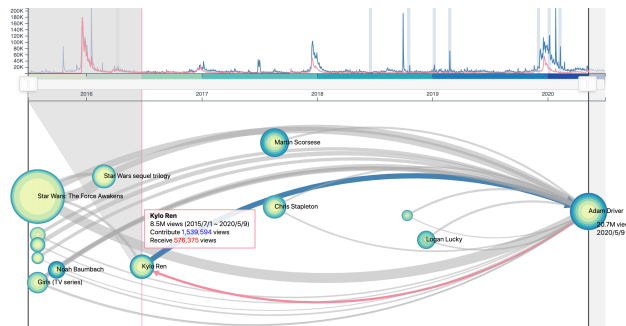 200K
180K
160K
140K
120K
100K
80K
60K
40K
20K
2016
2017
2018
2019
2020
Martin Scorsese
Star Wars sequel trilogy
Star Wars: The Force Awakens
Chris Stapleton
Adam Driver
20.7M view
2020/5/9
Kylo Ren
8.5M views (2015/7/1 ~ 2020/5/9)
Contribute 1,539,594 views
Receive 576,375 views
Logan Lucky
Noah Baumbach
Kylo Ren
Girls (TV series)